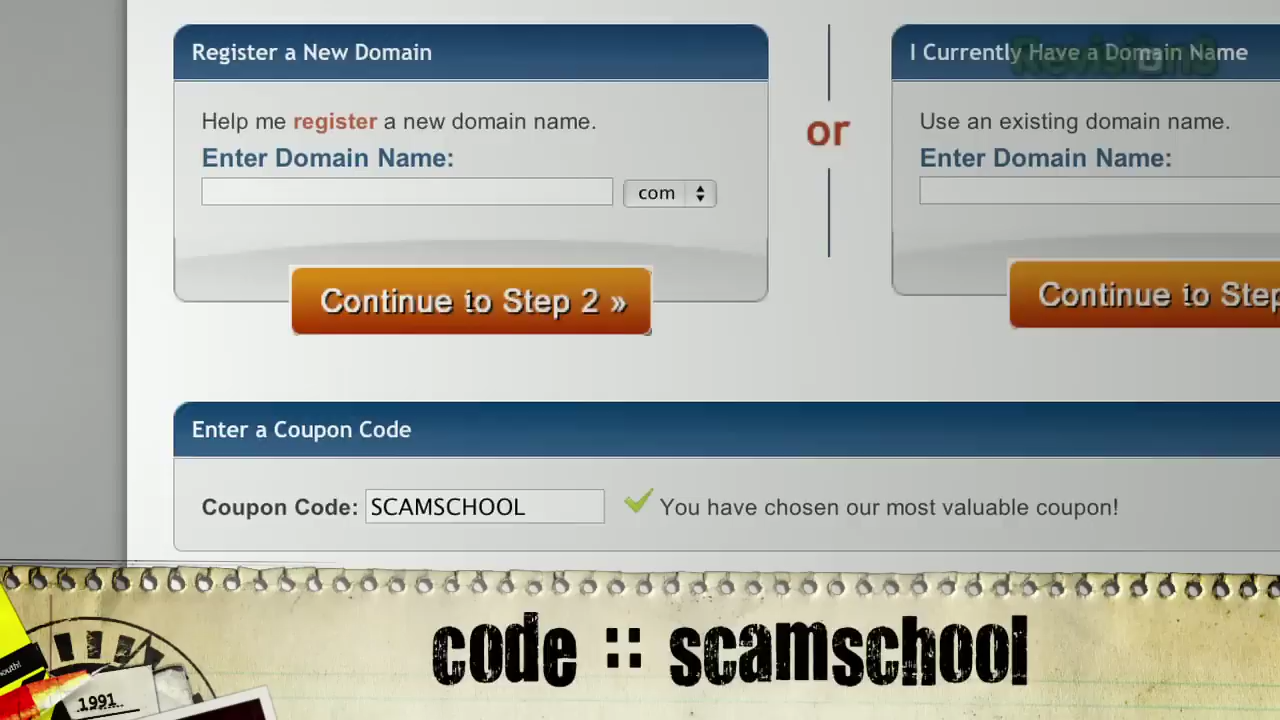 Register a New Domain
Help me register a new domain name.
Enter Domain Name:
com
Continue to Step 2 »
or
I Currently Have a Domain Name
Revision3
Use an existing domain name.
Enter Domain Name:
Continue to Step
Enter a Coupon Code
Coupon Code: SCAMSCHOOL You have chosen our most valuable coupon!
code :: scamschool
1991